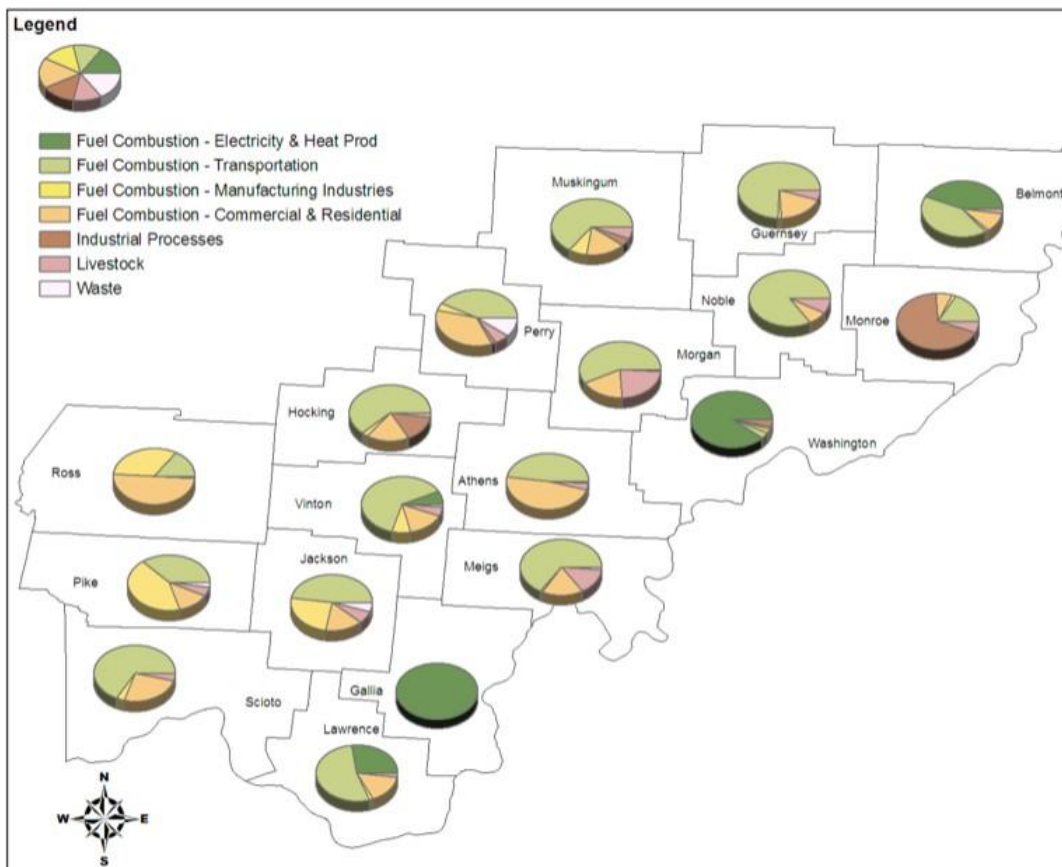 Legend
Fuel Combustion - Electricity & Heat Prod
Fuel Combustion - Transportation
Fuel Combustion - Manufacturing Industries
Fuel Combustion - Commercial & Residential
Industrial Processes
Livestock
Waste
Muskingum
Guernsey
Belmont
Noble
Monroe
Perry
Morgan
Hocking
Washington
Ross
Athens
Vinton
Jackson
Meigs
Pike
Gallia
Scioto
Lawrence
N
W E
S